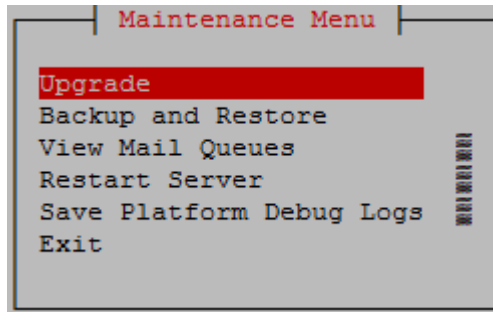 Maintenance Menu
Upgrade
Backup and Restore
View Mail Queues
Restart Server
Save Platform Debug Logs
Exit